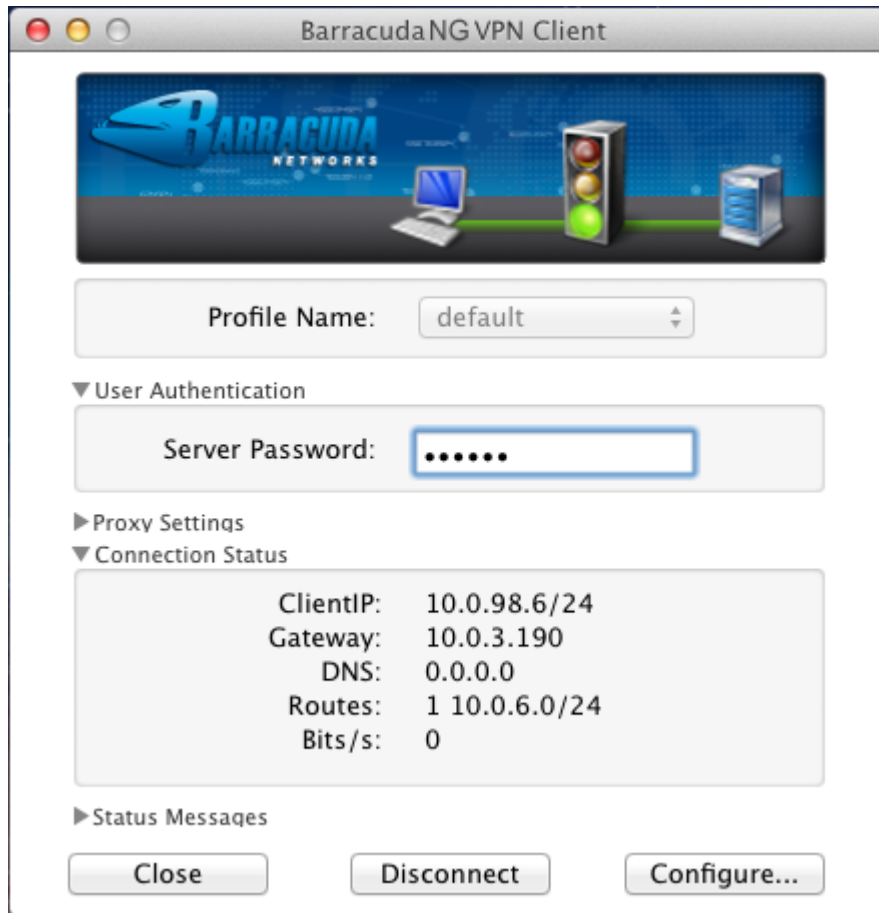 BarracudaNG VPN Client
BARRACUDA
NETWORKS
Profile Name: default
User Authentication
Server Password: ••••••
Proxy Settings
Connection Status
ClientIP: 10.0.98.6/24
Gateway: 10.0.3.190
DNS: 0.0.0.0
Routes: 1 10.0.6.0/24
Bits/s: 0
Status Messages
Close Disconnect Configure...